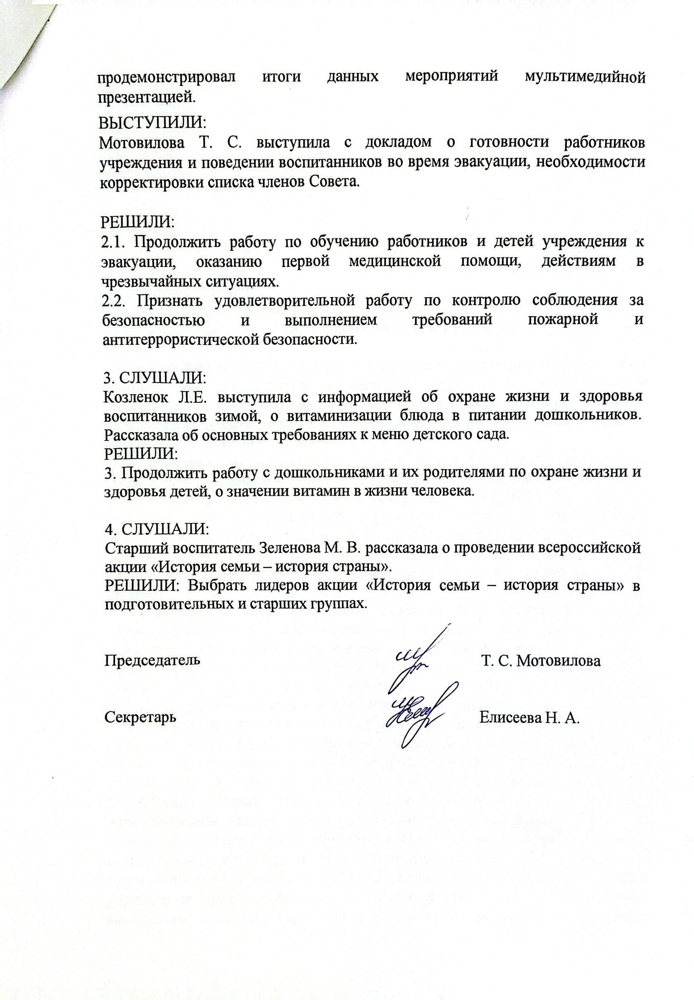 продемонстрировал итоги данных мероприятий мультимедийной
презентацией.
ВЫСТУПИЛИ:
Мотовилова Т. С. выступила с докладом о готовности работников
учреждения и поведении воспитанников во время эвакуации, необходимости
корректировки списка членов Совета.
РЕШИЛИ:
2.1. Продолжить работу по обучению работников и детей учреждения к
эвакуации, оказанию первой медицинской помощи, действиям в
чрезвычайных ситуациях.
2.2. Признать удовлетворительной работу по контролю соблюдения за
безопасностью и выполнением требований пожарной и
антитеррористической безопасности.
3. СЛУШАЛИ:
Козленок Л.Е. выступила с информацией об охране жизни и здоровья
воспитанников зимой, о витаминизации блюда в питании дошкольников.
Рассказала об основных требованиях к меню детского сада.
РЕШИЛИ:
3. Продолжить работу с дошкольниками и их родителями по охране жизни и
здоровья детей, о значении витамин в жизни человека.
4. СЛУШАЛИ:
Старший воспитатель Зеленова М. В. рассказала о проведении всероссийской
акции «История семьи – история страны».
РЕШИЛИ: Выбрать лидеров акции «История семьи – история страны» в
подготовительных и старших группах.
Председатель Т. С. Мотовилова
Секретарь Елисеева Н. А.